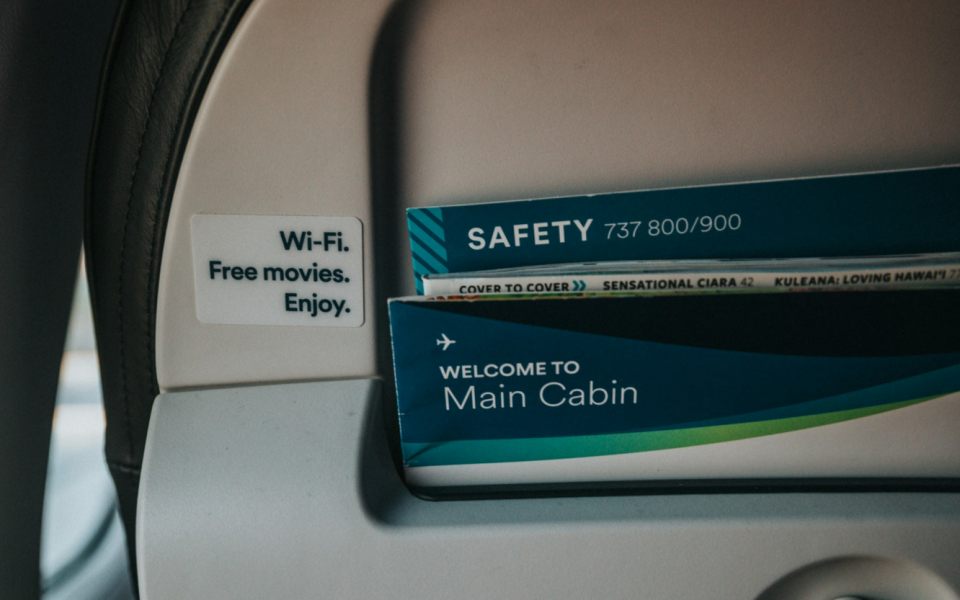 Wi-Fi.
Free movies.
Enjoy.
SAFETY 737 800/900
COVER TO COVER SENSATIONAL CIARA 42 KULEANA: LOVING HAWAI'I
WELCOME TO
Main Cabin